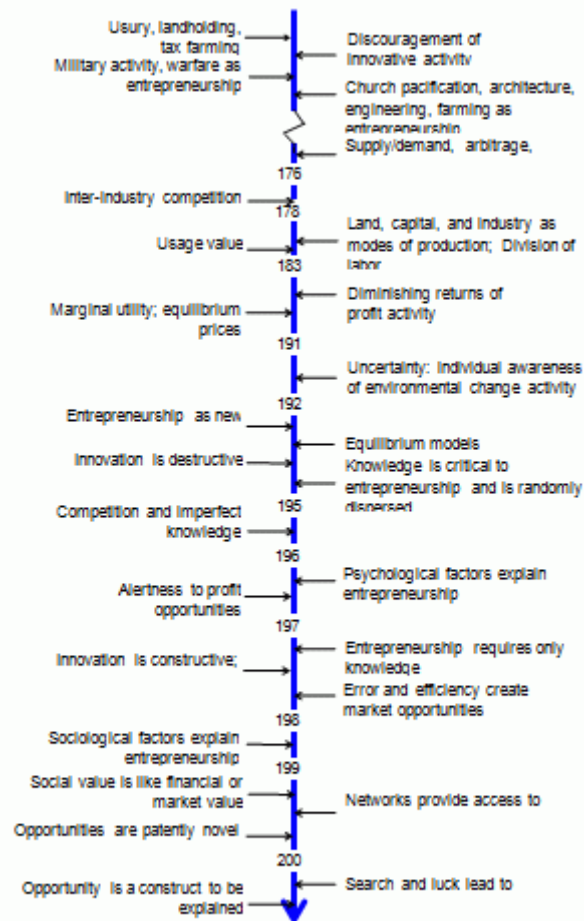 Usury, landholding,
tax farming
Discouragement of
innovative activity
Military activity, warfare as
entrepreneurship
Church pacification, architecture,
engineering, farming as
entrepreneurship
Supply/demand, arbitrage,
176
Inter-industry competition
178
Land, capital, and industry as
modes of production; Division of
labor
Usage value
183
Diminishing returns of
profit activity
Marginal utility; equilibrium
prices
191
Uncertainty: Individual awareness
of environmental change activity
192
Entrepreneurship as new
Equilibrium models
Innovation is destructive
Knowledge is critical to
entrepreneurship and is randomly
dispersed
195
Competition and imperfect
knowledge
196
Psychological factors explain
entrepreneurship
Alertness to profit
opportunities
197
Entrepreneurship requires only
knowledge
Innovation is constructive;
Error and efficiency create
market opportunities
198
Sociological factors explain
entrepreneurship
199
Social value is like financial or
market value
Networks provide access to
Opportunities are patently novel
200
Search and luck lead to
Opportunity is a construct to be
explained